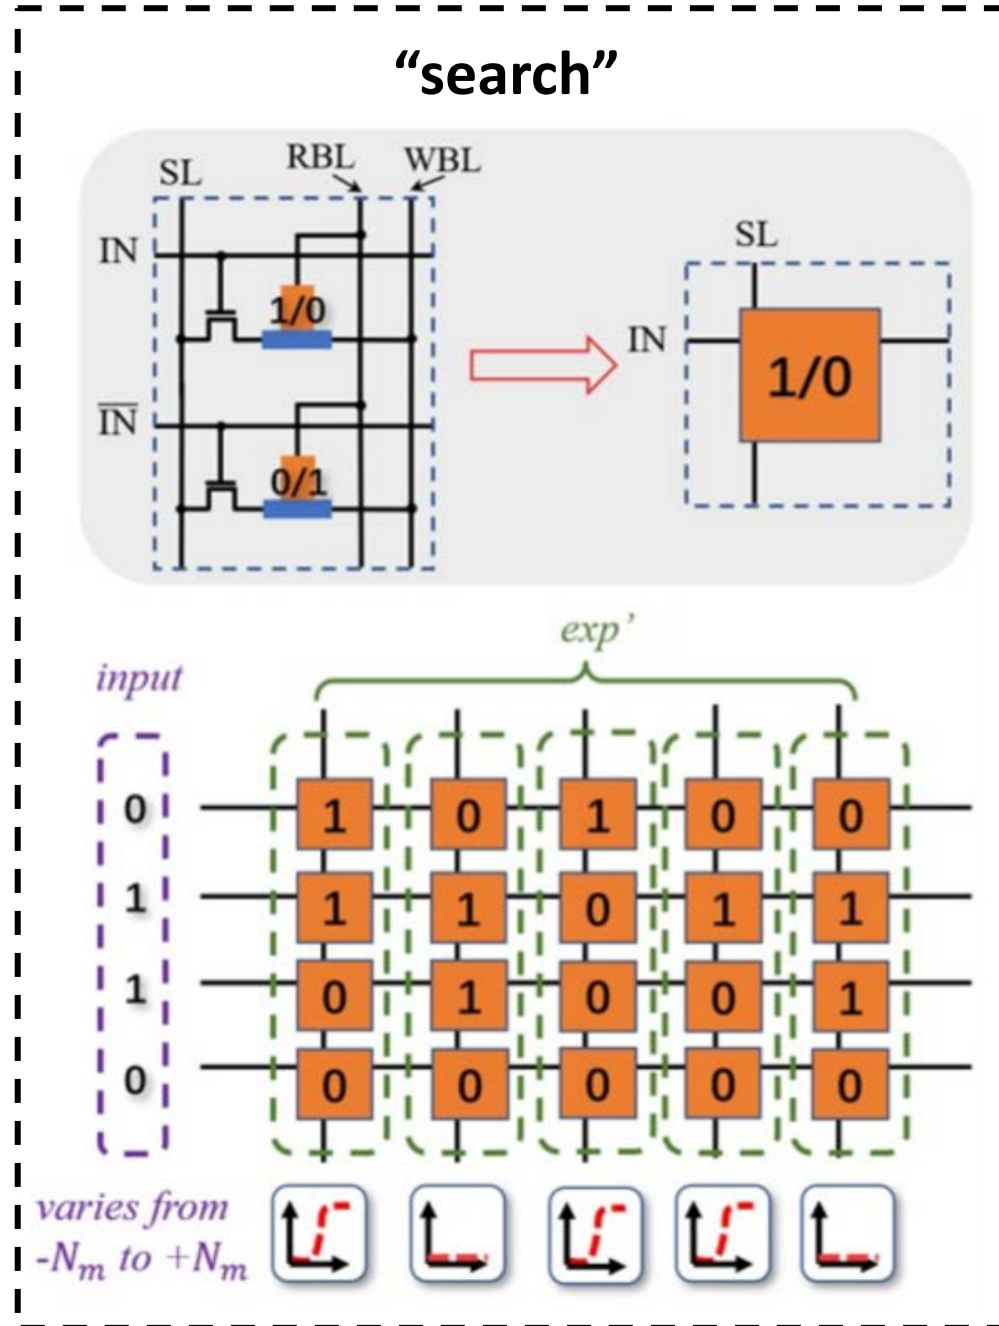 “search”
SL RBL WBL
IN
1/0
I̅N̅
0/1
SL
IN
1/0
exp’
input
0 1 0 1 0 0
1 1 1 0 1 1
1 0 1 0 0 1
0 0 0 0 0 0
varies from
-Nₘ to +Nₘ